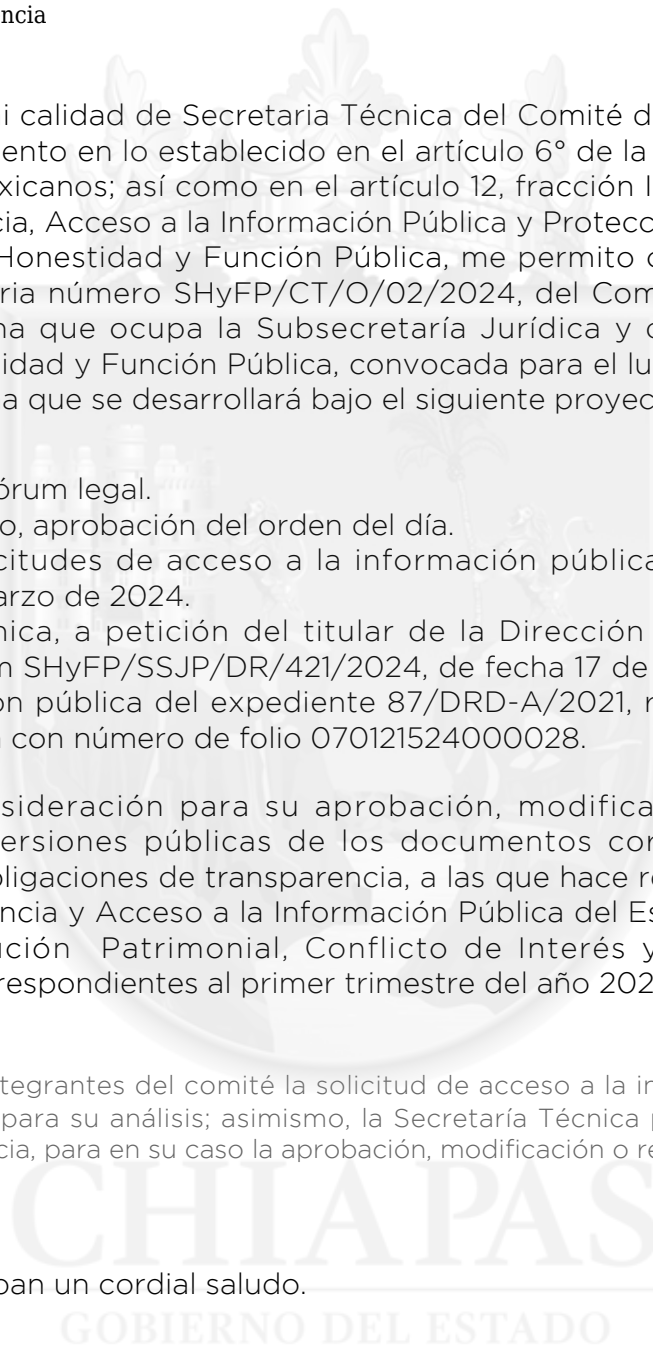 ncia
i calidad de Secretaria Técnica del Comité d
ento en lo establecido en el artículo 6° de la
xicanos; así como en el artículo 12, fracción I
cia, Acceso a la Información Pública y Protecc
Honestidad y Función Pública, me permito c
ria número SHyFP/CT/O/02/2024, del Com
na que ocupa la Subsecretaría Jurídica y d
idad y Función Pública, convocada para el lu
a que se desarrollará bajo el siguiente proyec
órum legal.
o, aprobación del orden del día.
citudes de acceso a la información pública
arzo de 2024.
nica, a petición del titular de la Dirección
m SHyFP/SSJP/DR/421/2024, de fecha 17 de
ón pública del expediente 87/DRD-A/2021, r
a con número de folio 070121524000028.
sideración para su aprobación, modifica
ersiones públicas de los documentos cor
bligaciones de transparencia, a las que hace re
encia y Acceso a la Información Pública del Es
ución Patrimonial, Conflicto de Interés y
rrespondientes al primer trimestre del año 202
ntegrantes del comité la solicitud de acceso a la in
para su análisis; asimismo, la Secretaría Técnica p
cia, para en su caso la aprobación, modificación o re
CHIAPAS
ban un cordial saludo.
GOBIERNO DEL ESTADO